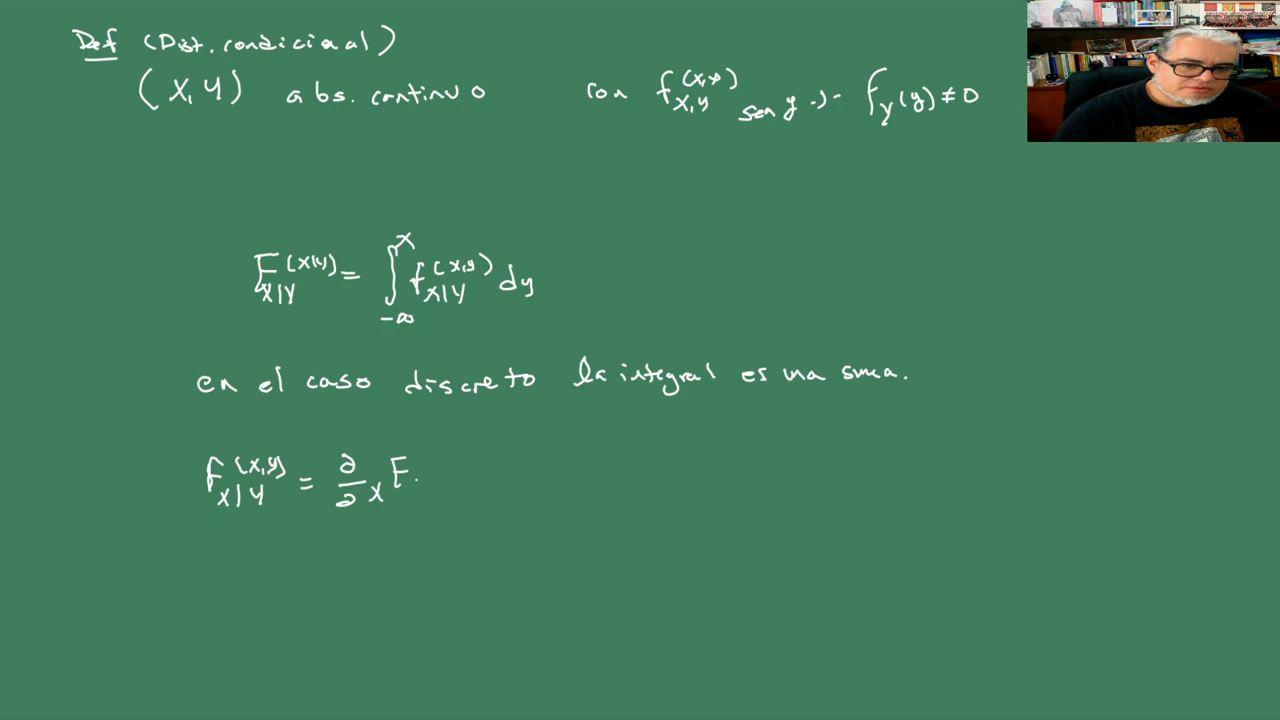 Def (Dist. condicional)
(X, Y) abs. continuo con f_{X,Y}(x,y) sea y ·)· f_Y(y) ≠ 0
F_{X|Y}(x|y) = ∫_{-∞}^{x} f_{X|Y}(x,y) dy
en el caso discreto la integral es una suma.
f_{X|Y}(x,y) = ∂/∂x F